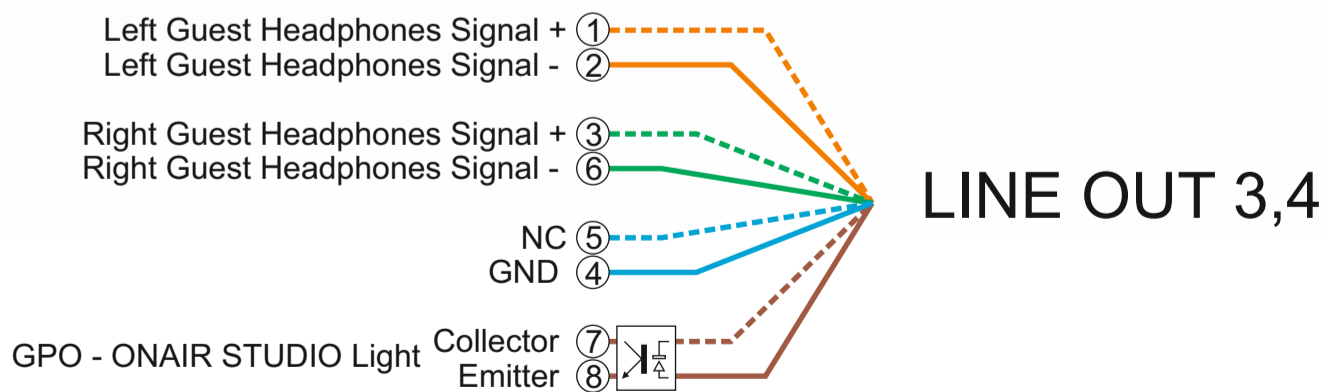 Left Guest Headphones Signal + 1
Left Guest Headphones Signal - 2
Right Guest Headphones Signal + 3
Right Guest Headphones Signal - 6
LINE OUT 3,4
NC 5
GND 4
GPO - ONAIR STUDIO Light
Collector 7
Emitter 8